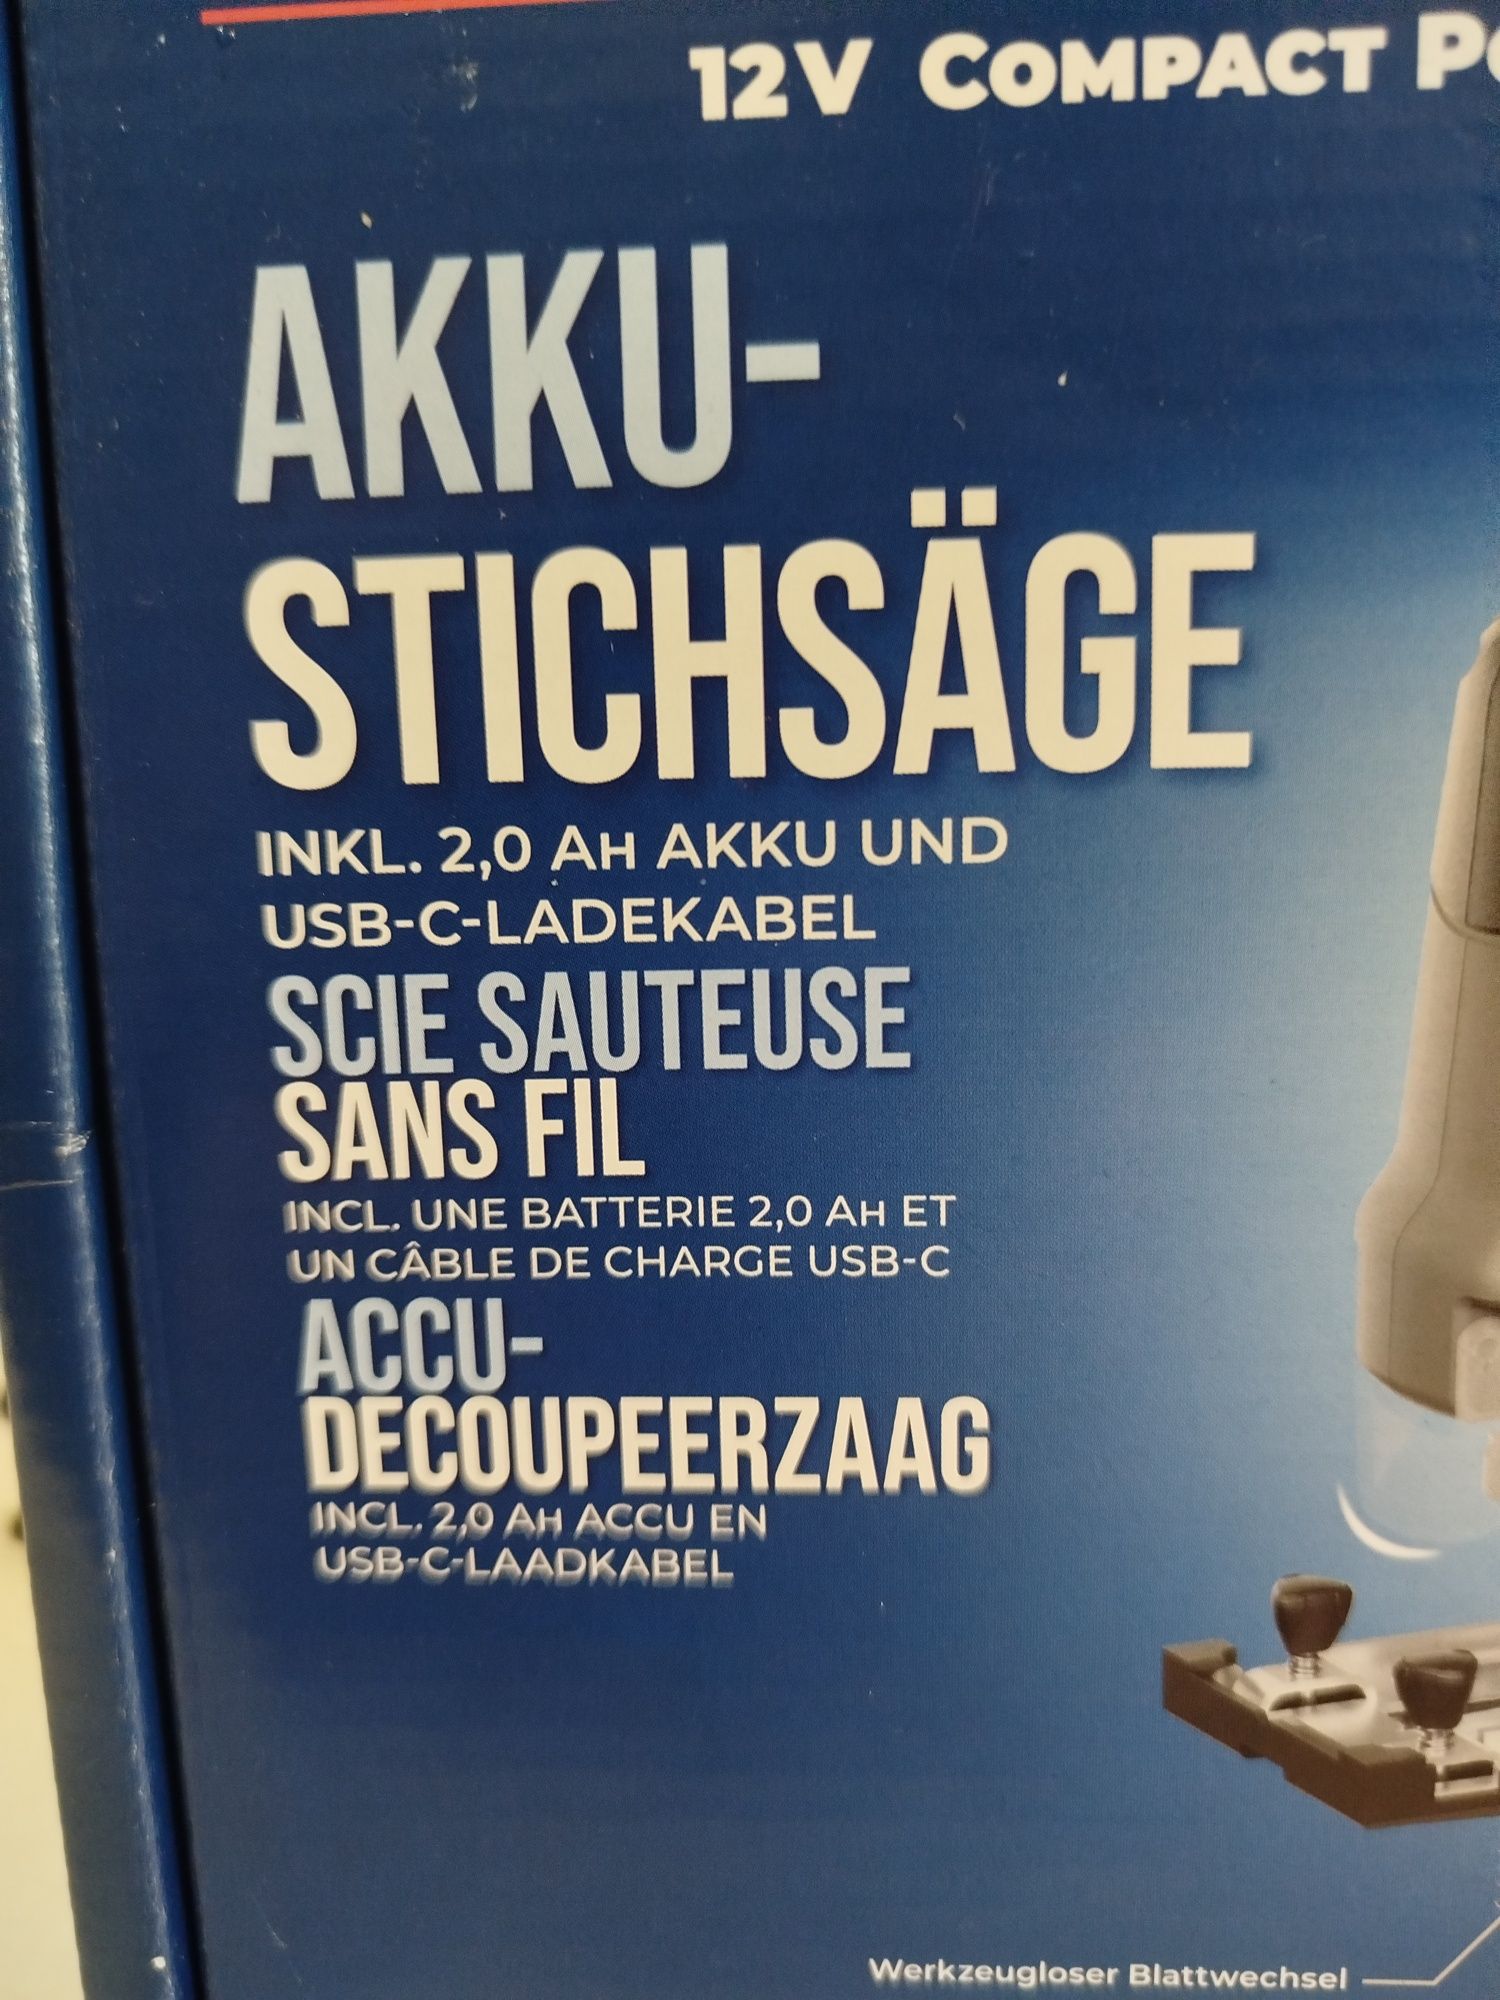 12V COMPACT
AKKU-
STICHSÄGE
INKL. 2,0 AH AKKU UND
USB-C-LADEKABEL
SCIE SAUTEUSE
SANS FIL
INCL. UNE BATTERIE 2,0 AH ET
UN CÂBLE DE CHARGE USB-C
ACCU-
DECOUPEERZAAG
INCL. 2,0 AH ACCU EN
USB-C-LAADKABEL
Werkzeugloser Blattwechsel